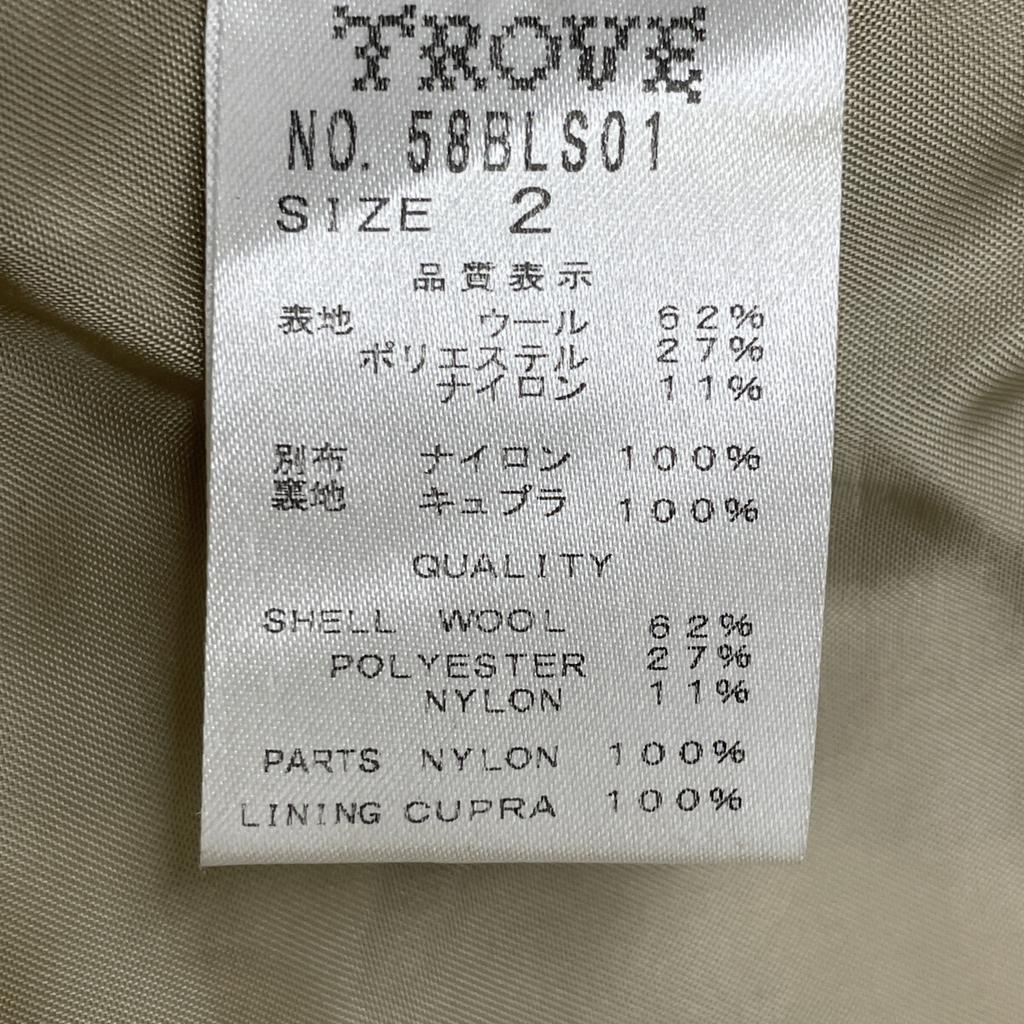 TROVE
NO. 58BLS01
SIZE 2
品質表示
表地 ウール 62%
ポリエステル 27%
ナイロン 11%
別布 ナイロン 100%
裏地 キュプラ 100%
QUALITY
SHELL WOOL 62%
POLYESTER 27%
NYLON 11%
PARTS NYLON 100%
LINING CUPRA 100%